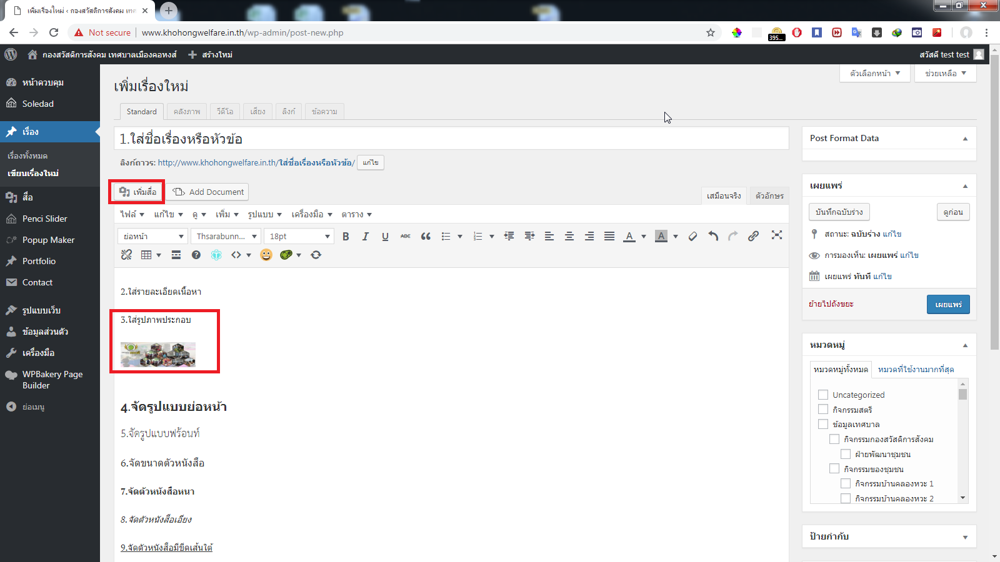 เพิ่มเรื่องใหม่ ‹ กองสวัสดิการสังคม เทศ
Not secure
www.khohongwelfare.in.th/wp-admin/post-new.php
395...
กองสวัสดิการสังคม เทศบาลเมืองคอหงส์
สร้างใหม่
สวัสดี test test
หน้าควบคุม
Soledad
เรื่อง
เรื่องทั้งหมด
เขียนเรื่องใหม่
สื่อ
Penci Slider
Popup Maker
Portfolio
Contact
รูปแบบเว็บ
ข้อมูลส่วนตัว
เครื่องมือ
WPBakery Page
Builder
ย่อเมนู
ตัวเลือกหน้า
ช่วยเหลือ
เพิ่มเรื่องใหม่
Standard
คลังภาพ
วีดีโอ
เสียง
ลิงก์
ข้อความ
1.ใส่ชื่อเรื่องหรือหัวข้อ
ลิงก์ถาวร: http://www.khohongwelfare.in.th/ใส่ชื่อเรื่องหรือหัวข้อ/ แก้ไข
เพิ่มสื่อ
Add Document
เสมือนจริง
ตัวอักษร
ไฟล์ แก้ไข ดู เพิ่ม รูปแบบ เครื่องมือ ตาราง
ย่อหน้า
Thsarabunn...
18pt
B I U ABC
2.ใส่รายละเอียดเนื้อหา
3.ใส่รูปภาพประกอบ
4.จัดรูปแบบย่อหน้า
5.จัดรูปแบบฟร้อนท์
6.จัดขนาดตัวหนังสือ
7.จัดตัวหนังสือหนา
8.จัดตัวหนังสือเอียง
9.จัดตัวหนังสือมีขีดเส้นใต้
Post Format Data
เผยแพร่
บันทึกฉบับร่าง
ดูก่อน
สถานะ: ฉบับร่าง แก้ไข
การมองเห็น: เผยแพร่ แก้ไข
เผยแพร่ ทันที แก้ไข
ย้ายไปถังขยะ
เผยแพร่
หมวดหมู่
หมวดหมู่ทั้งหมด
หมวดที่ใช้งานมากที่สุด
Uncategorized
กิจกรรมสตรี
ข้อมูลเทศบาล
กิจกรรมกองสวัสดิการสังคม
ฝ่ายพัฒนาชุมชน
กิจกรรมของชุมชน
กิจกรรมบ้านคลองหวะ 1
กิจกรรมบ้านคลองหวะ 2
ป้ายกำกับ